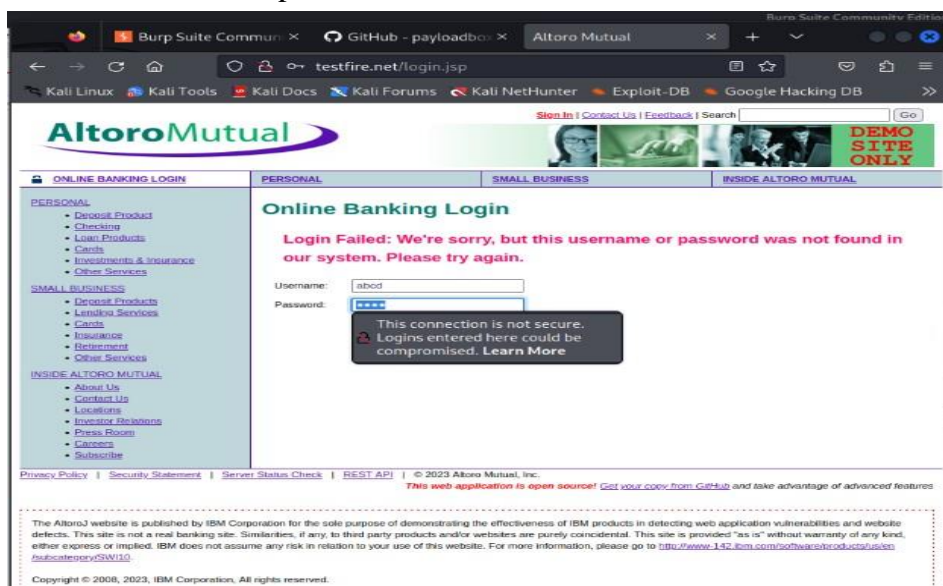 Burp Suite Community Edition
Burp Suite Commun × GitHub - payloadbox × Altoro Mutual × +
testfire.net/login.jsp
Kali Linux Kali Tools Kali Docs Kali Forums Kali NetHunter Exploit-DB Google Hacking DB »
Sign In | Contact Us | Feedback | Search Go
AltoroMutual
DEMO
SITE
ONLY
ONLINE BANKING LOGIN PERSONAL SMALL BUSINESS INSIDE ALTORO MUTUAL
PERSONAL
• Deposit Product
• Checking
• Loan Products
• Cards
• Investments & Insurance
• Other Services
SMALL BUSINESS
• Deposit Products
• Lending Services
• Cards
• Insurance
• Retirement
• Other Services
INSIDE ALTORO MUTUAL
• About Us
• Contact Us
• Locations
• Investor Relations
• Press Room
• Careers
• Subscribe
Online Banking Login
Login Failed: We're sorry, but this username or password was not found in
our system. Please try again.
Username: abcd
Password: ••••
This connection is not secure.
Logins entered here could be
compromised. Learn More
Privacy Policy | Security Statement | Server Status Check | REST API | © 2023 Altoro Mutual, Inc.
This web application is open source! Get your copy from GitHub and take advantage of advanced features
The AltoroJ website is published by IBM Corporation for the sole purpose of demonstrating the effectiveness of IBM products in detecting web application vulnerabilities and website
defects. This site is not a real banking site. Similarities, if any, to third party products and/or websites are purely coincidental. This site is provided "as is" without warranty of any kind,
either express or implied. IBM does not assume any risk in relation to your use of this website. For more information, please go to http://www-142.ibm.com/software/products/us/en
/subcategory/SWI10.
Copyright © 2008, 2023, IBM Corporation, All rights reserved.